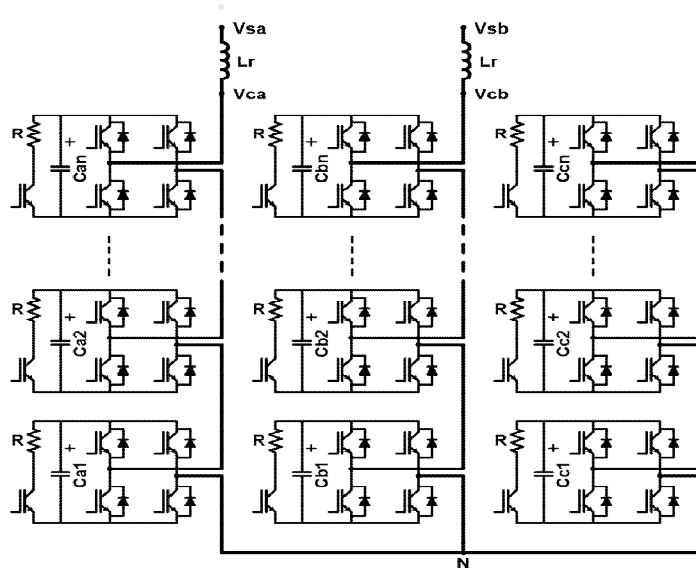 Vsa Vsb
Lr Lr
Vca Vcb
R + Can R + Cbn R + Ccn
R + Ca2 R + Cb2 R + Cc2
R + Ca1 R + Cb1 R + Cc1
N